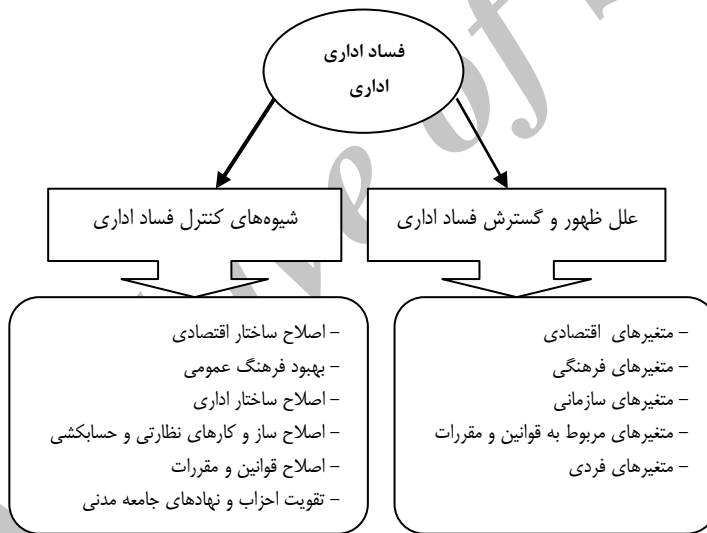 فساد اداری
اداری
علل ظهور و گسترش فساد اداری
شیوه‌های کنترل فساد اداری
- متغیرهای اقتصادی
- متغیرهای فرهنگی
- متغیرهای سازمانی
- متغیرهای مربوط به قوانین و مقررات
- متغیرهای فردی
- اصلاح ساختار اقتصادی
- بهبود فرهنگ عمومی
- اصلاح ساختار اداری
- اصلاح ساز و کارهای نظارتی و حسابکشی
- اصلاح قوانین و مقررات
- تقویت احزاب و نهادهای جامعه مدنی
of